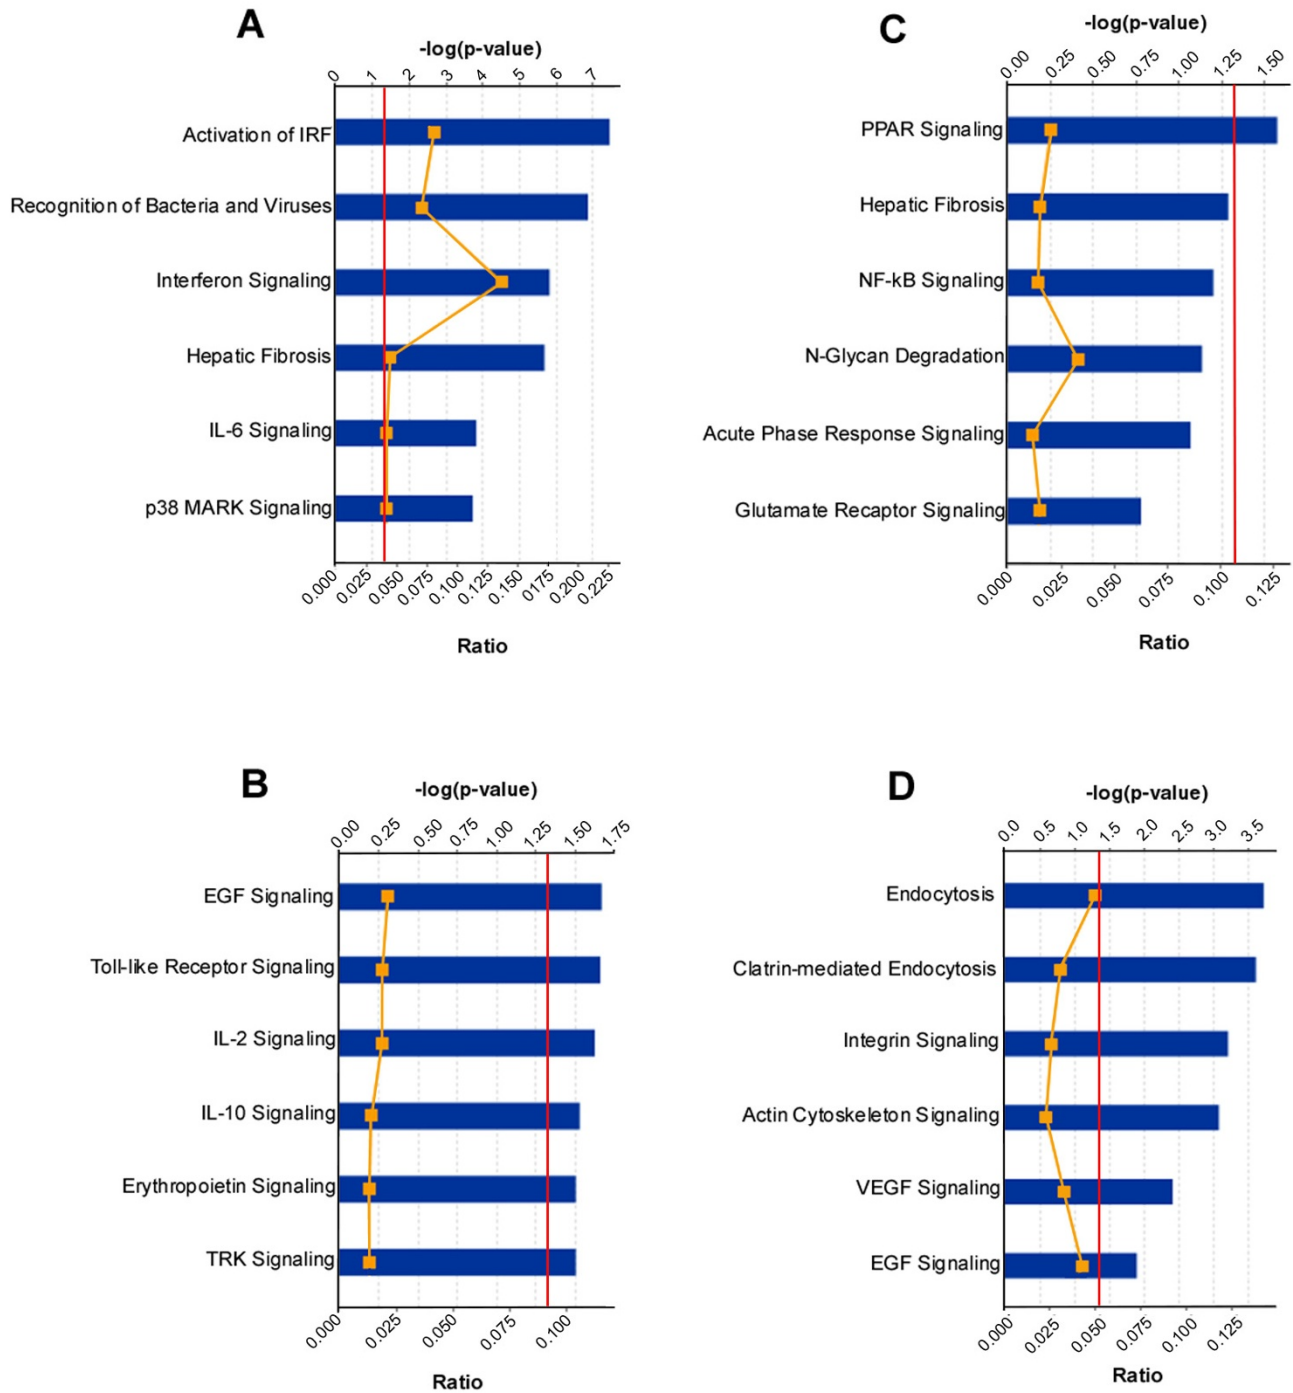 A
-log(p-value)
0 1 2 3 4 5 6 7
Activation of IRF
Recognition of Bacteria and Viruses
Interferon Signaling
Hepatic Fibrosis
IL-6 Signaling
p38 MARK Signaling
0.000 0.025 0.050 0.075 0.100 0.125 0.150 0175 0.200 0.225
Ratio
C
-log(p-value)
0.00 0.25 0.50 0.75 1.00 1.25 1.50
PPAR Signaling
Hepatic Fibrosis
NF-kB Signaling
N-Glycan Degradation
Acute Phase Response Signaling
Glutamate Recaptor Signaling
0.000 0.025 0.050 0.075 0.100 0.125
Ratio
B
-log(p-value)
0.00 0.25 0.50 0.75 1.00 1.25 1.50 1.75
EGF Signaling
Toll-like Receptor Signaling
IL-2 Signaling
IL-10 Signaling
Erythropoietin Signaling
TRK Signaling
0.000 0.025 0.050 0.075 0.100
Ratio
D
-log(p-value)
0.0 0.5 1.0 1.5 2.0 2.5 3.0 3.5
Endocytosis
Clatrin-mediated Endocytosis
Integrin Signaling
Actin Cytoskeleton Signaling
VEGF Signaling
EGF Signaling
0.000 0.025 0.050 0.075 0.100 0.125
Ratio